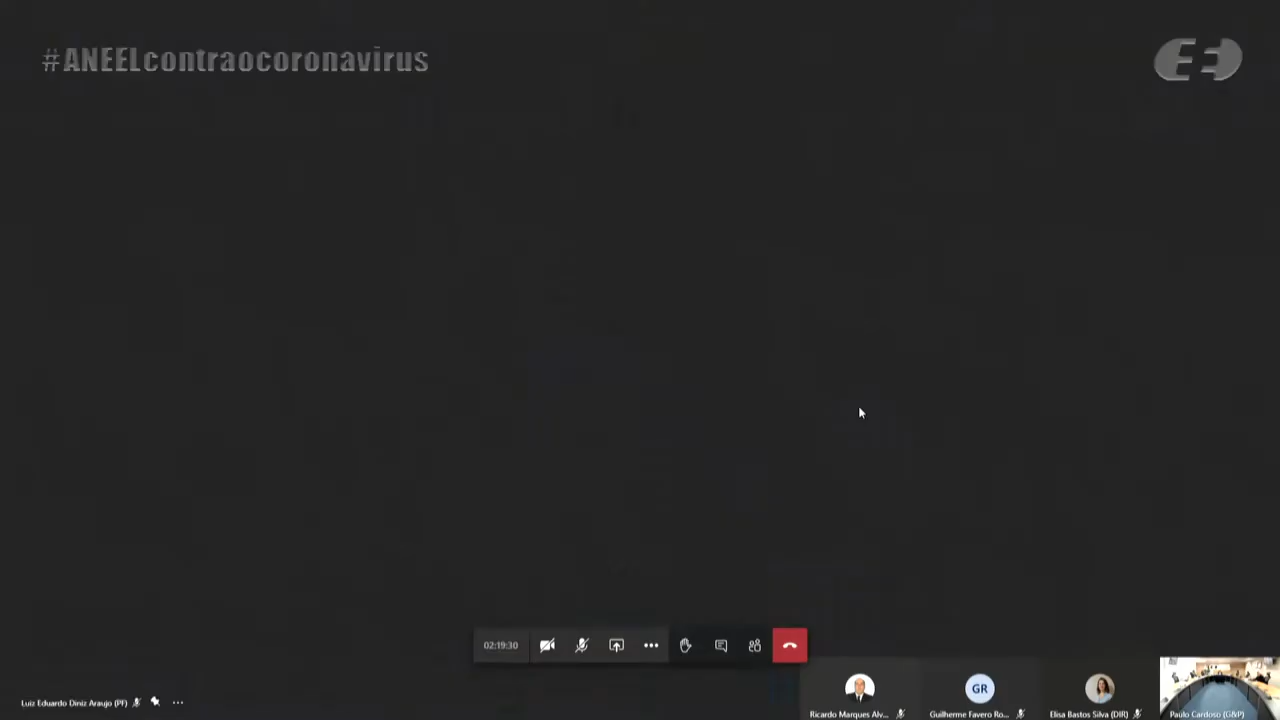 #ANEELcontraocoronavirus
02:19:30
Luiz Eduardo Diniz Araujo (PF)
GR
Ricardo Marques Alv...
Guilherme Favero Ro...
Elisa Bastos Silva (DIR)
Paulo Cardoso (G&P)